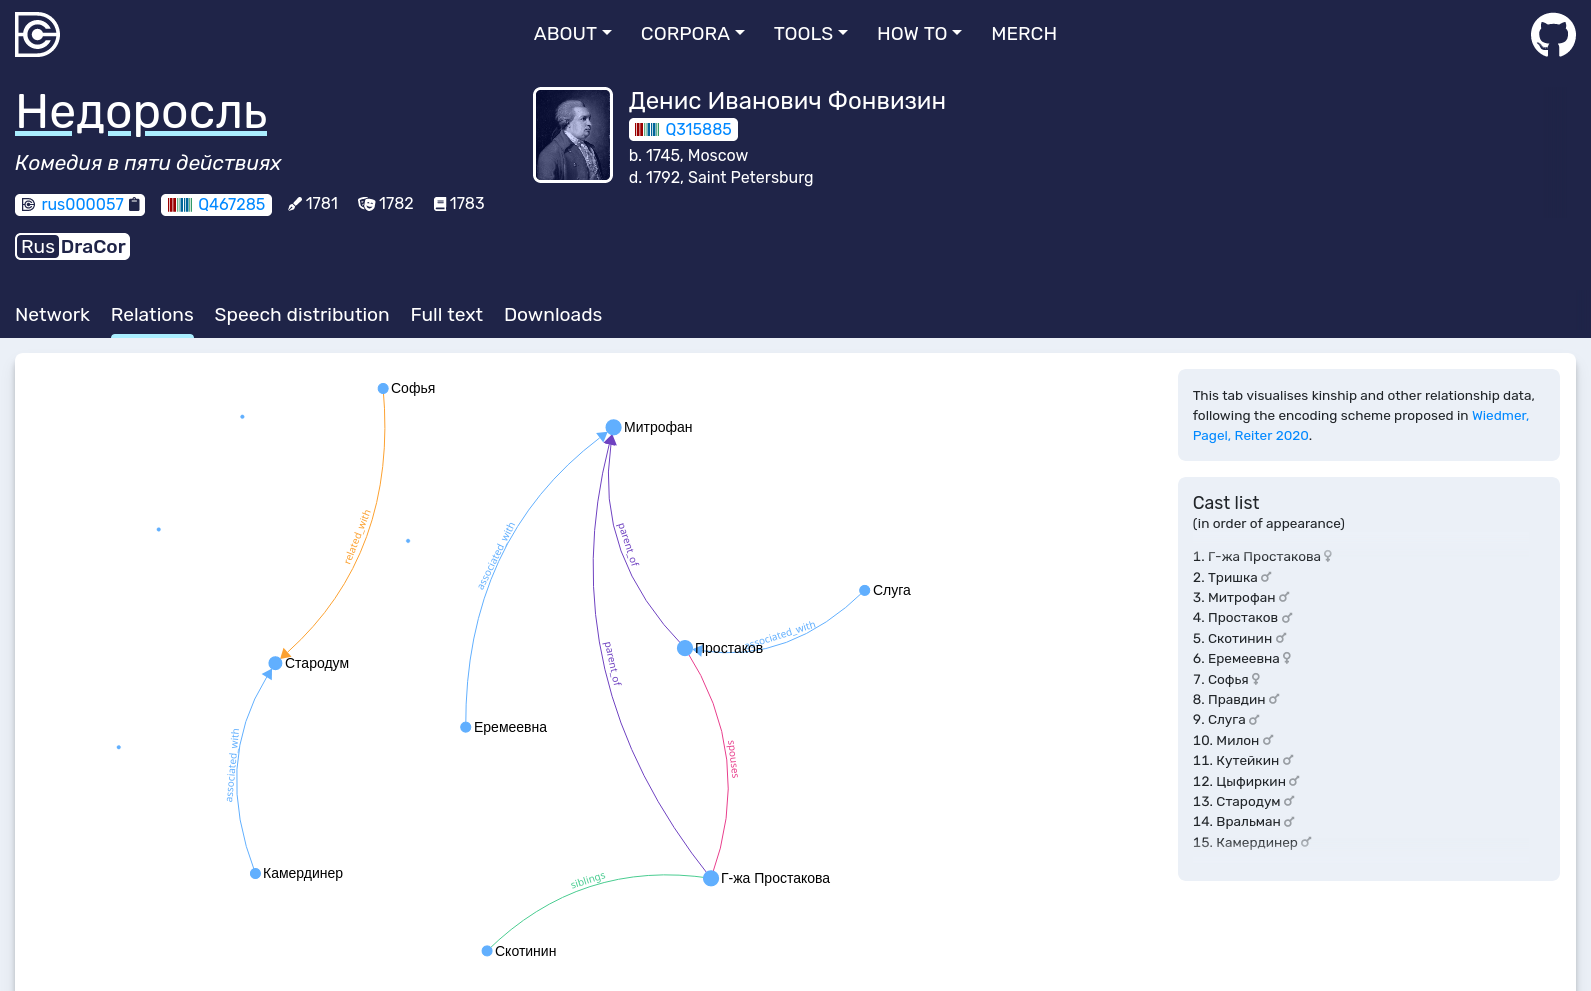 ABOUT CORPORA TOOLS HOW TO MERCH
Недоросль
Комедия в пяти действиях
rus000057 Q467285 1781 1782 1783
RusDraCor
Денис Иванович Фонвизин
Q315885
b. 1745, Moscow
d. 1792, Saint Petersburg
Network Relations Speech distribution Full text Downloads
Софья
Митрофан
related_with
associated_with
parent_of
Слуга
associated_with
Простаков
parent_of
Стародум
Еремеевна
associated_with
spouses
Камердинер
siblings
Г-жа Простакова
Скотинин
This tab visualises kinship and other relationship data,
following the encoding scheme proposed in Wiedmer,
Pagel, Reiter 2020.
Cast list
(in order of appearance)
1. Г-жа Простакова
2. Тришка
3. Митрофан
4. Простаков
5. Скотинин
6. Еремеевна
7. Софья
8. Правдин
9. Слуга
10. Милон
11. Кутейкин
12. Цыфиркин
13. Стародум
14. Вральман
15. Камердинер